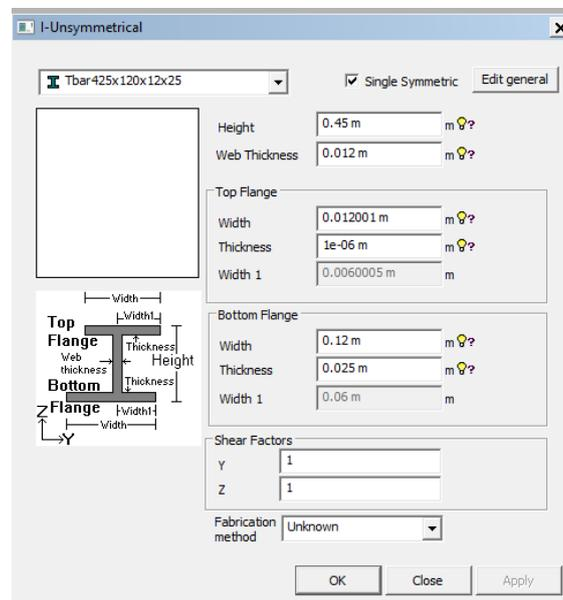 I-Unsymmetrical
Tbar425x120x12x25
Single Symmetric
Edit general
Height
0.45 m
m
?
Web Thickness
0.012 m
m
?
Top Flange
Width
0.012001 m
m
?
Thickness
1e-06 m
m
?
Width 1
0.0060005 m
m
Bottom Flange
Width
0.12 m
m
?
Thickness
0.025 m
m
?
Width 1
0.06 m
m
Width
Top
Flange
Width1
Thickness
Web
thickness
Height
Bottom
Flange
Thickness
Width1
Width
Z
Y
Shear Factors
Y
1
Z
1
Fabrication
method
Unknown
OK
Close
Apply